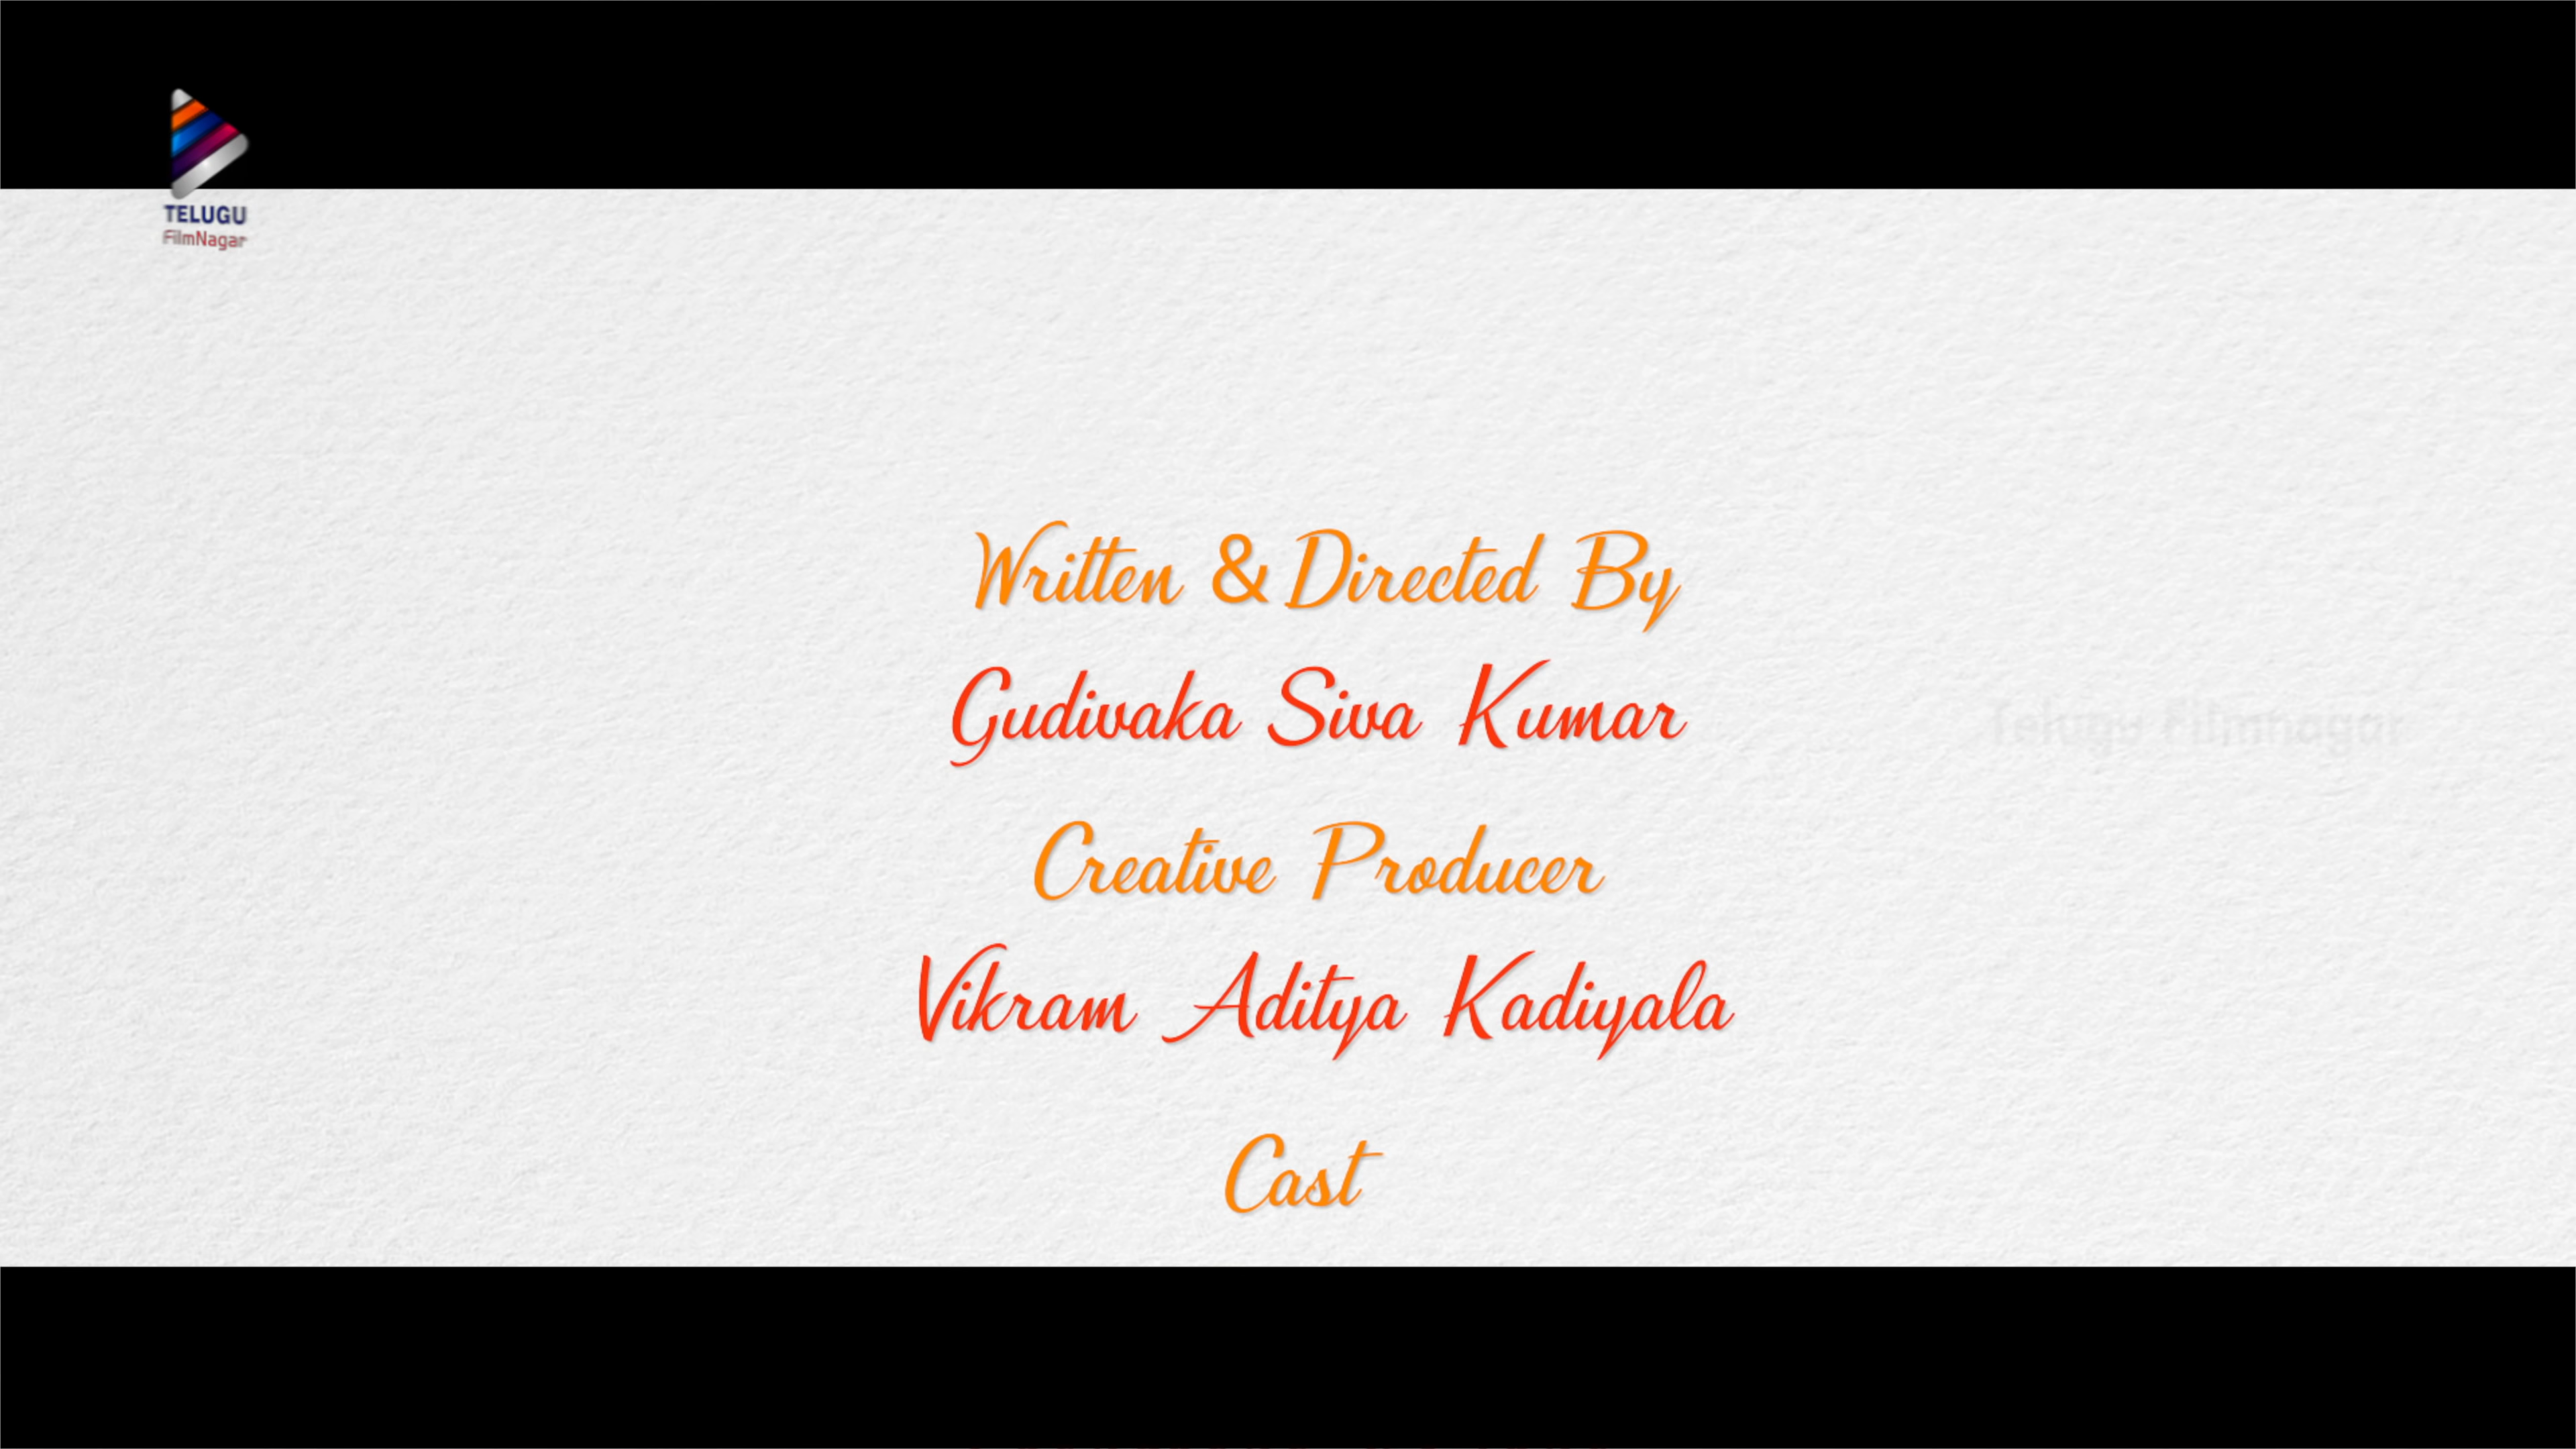 TELUGU
FilmNagar
Written & Directed By
Gudivaka Siva Kumar
Telugu Filmnagar
Creative Producer
Vikram Aditya Kadiyala
Cast